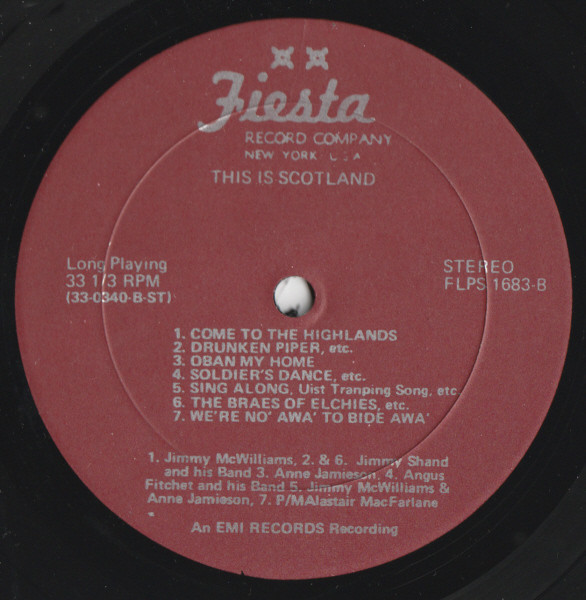 Fiesta
RECORD COMPANY
NEW YORK U.S.A
THIS IS SCOTLAND
Long Playing
33 1/3 RPM
(33-0340-B-ST)
STEREO
FLPS 1683-B
1. COME TO THE HIGHLANDS
2. DRUNKEN PIPER, etc.
3. OBAN MY HOME
4. SOLDIER'S DANCE, etc.
5. SING ALONG, Uist Tranping Song, etc
6. THE BRAES OF ELCHIES, etc.
7. WE'RE NO' AWA' TO BIDE AWA'
1. Jimmy McWilliams, 2. & 6. Jimmy Shand
and his Band 3. Anne Jamieson, 4. Angus
Fitchet and his Band 5. Jimmy McWilliams &
Anne Jamieson, 7. P/MAlastair MacFarlane
An EMI RECORDS Recording